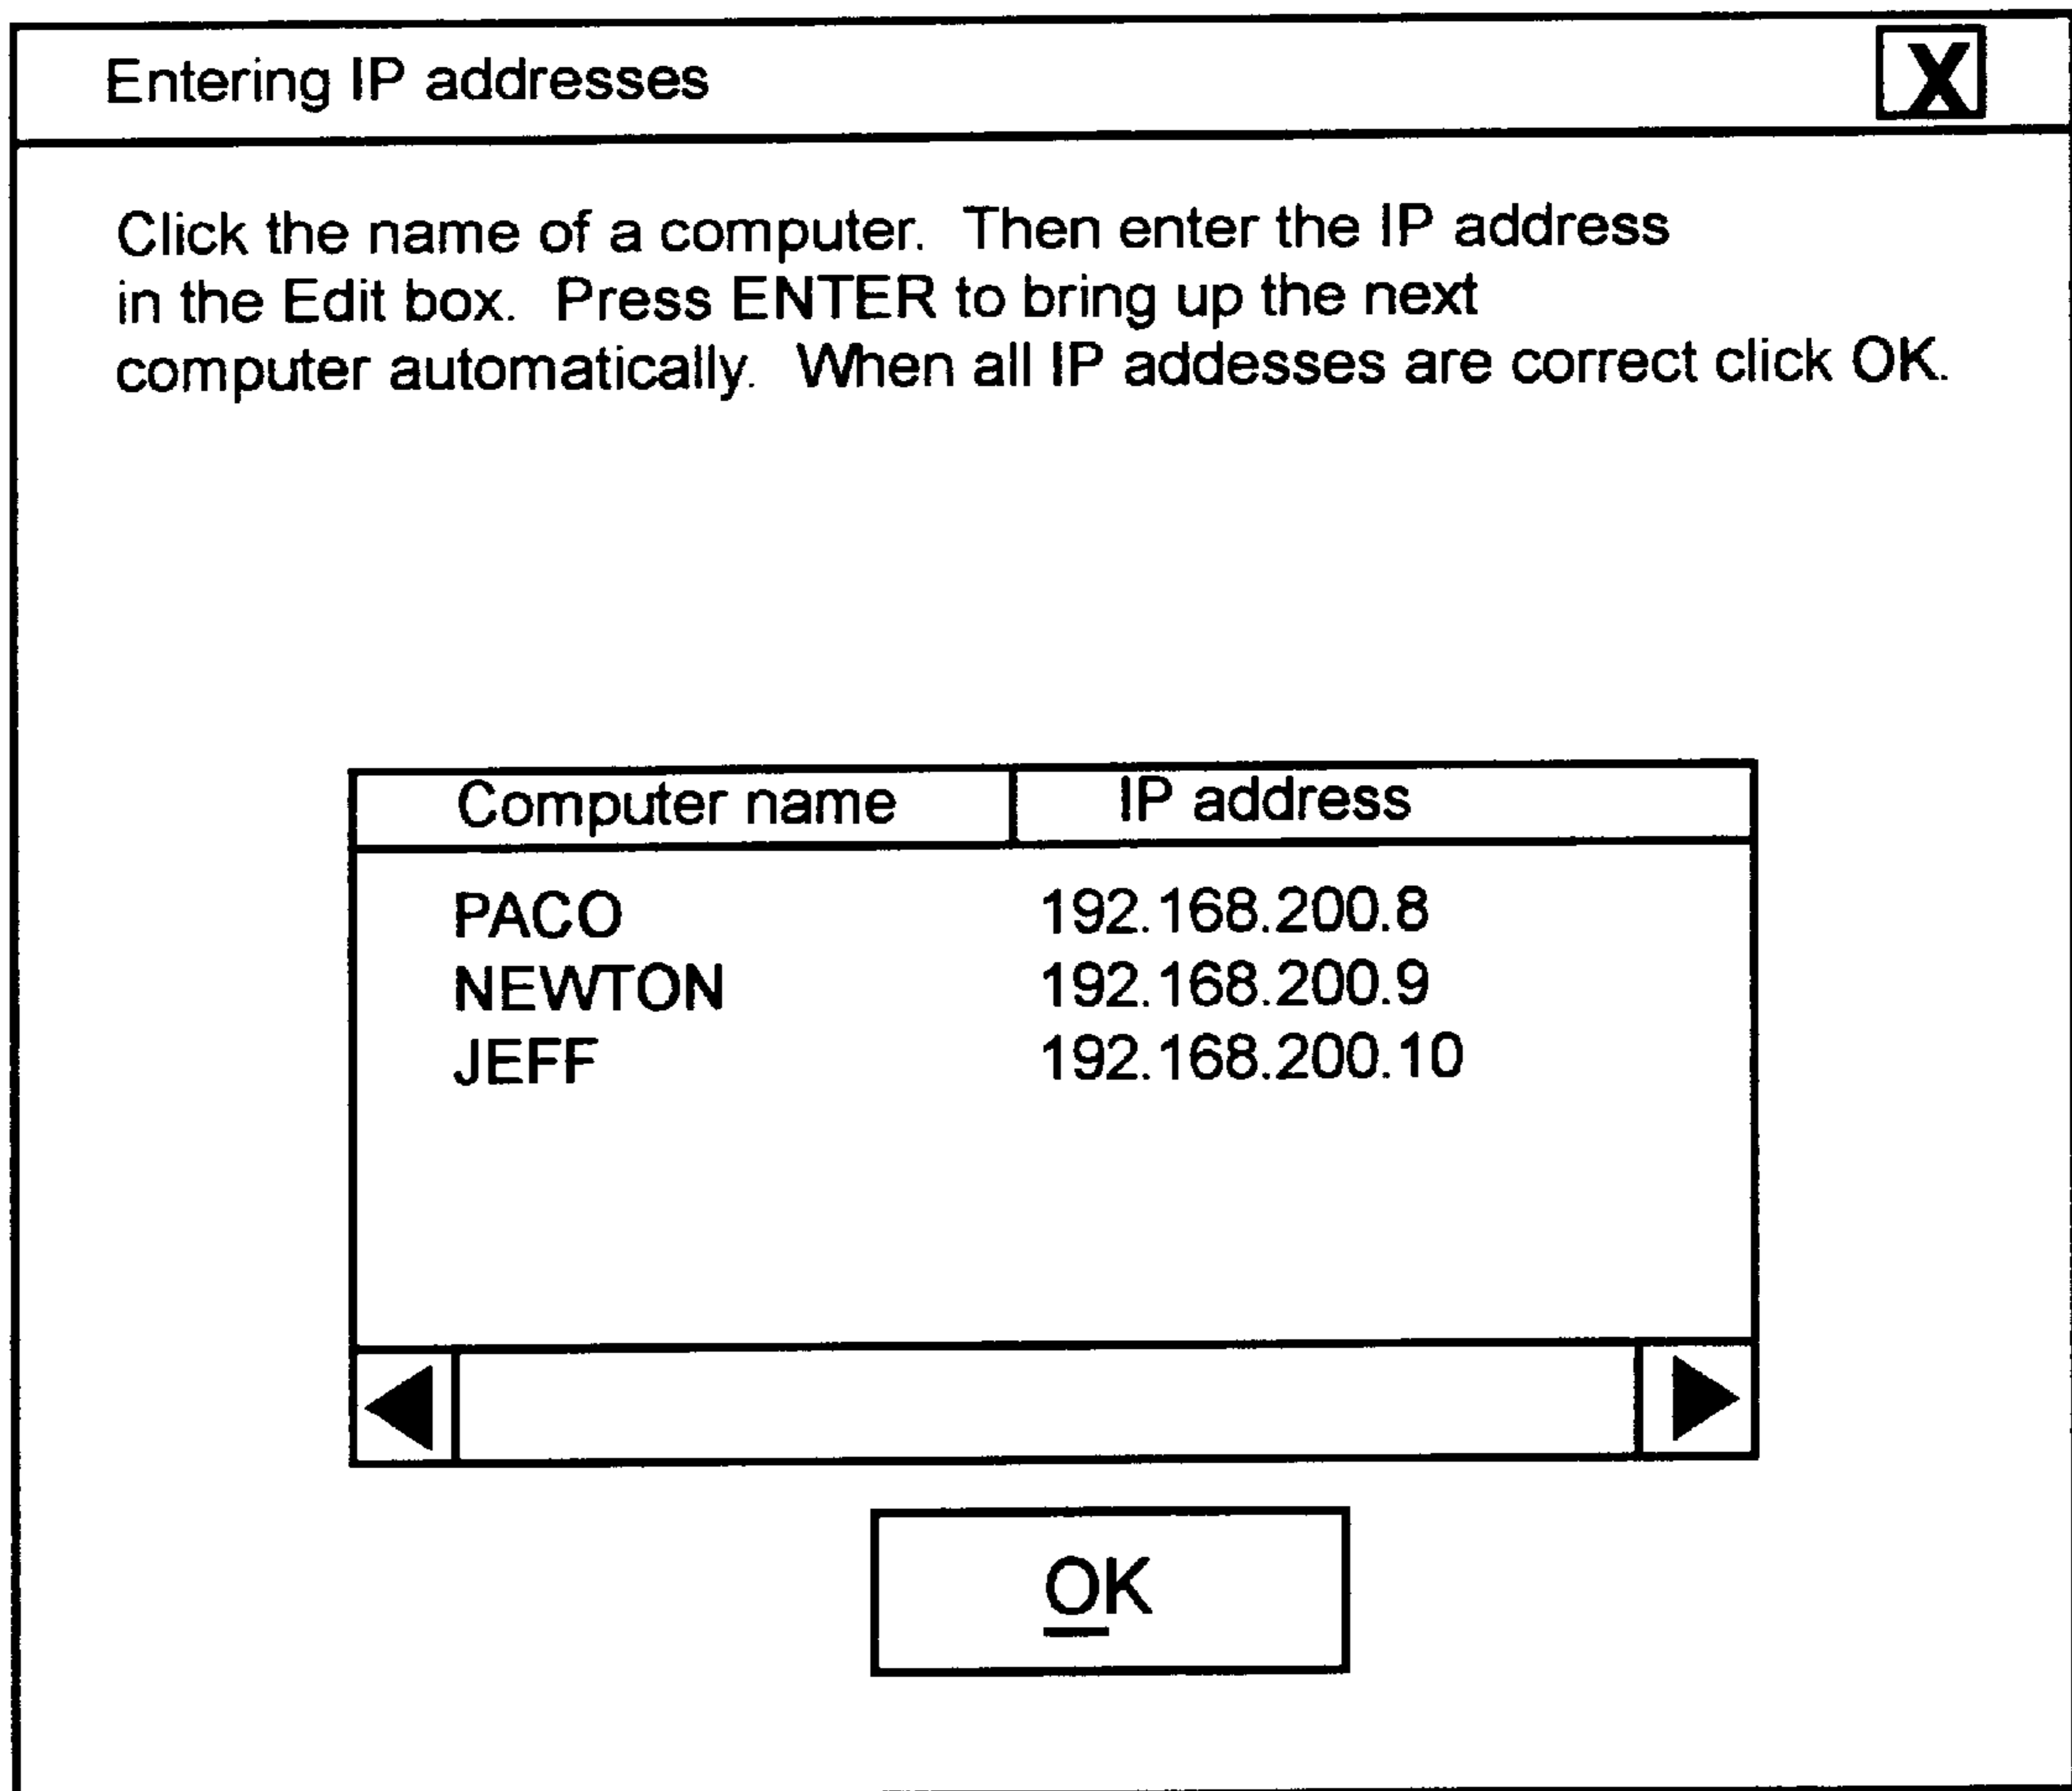 Entering IP addresses X
Click the name of a computer. Then enter the IP address
in the Edit box. Press ENTER to bring up the next
computer automatically. When all IP addesses are correct click OK.
Computer name IP address
PACO 192.168.200.8
NEWTON 192.168.200.9
JEFF 192.168.200.10
OK